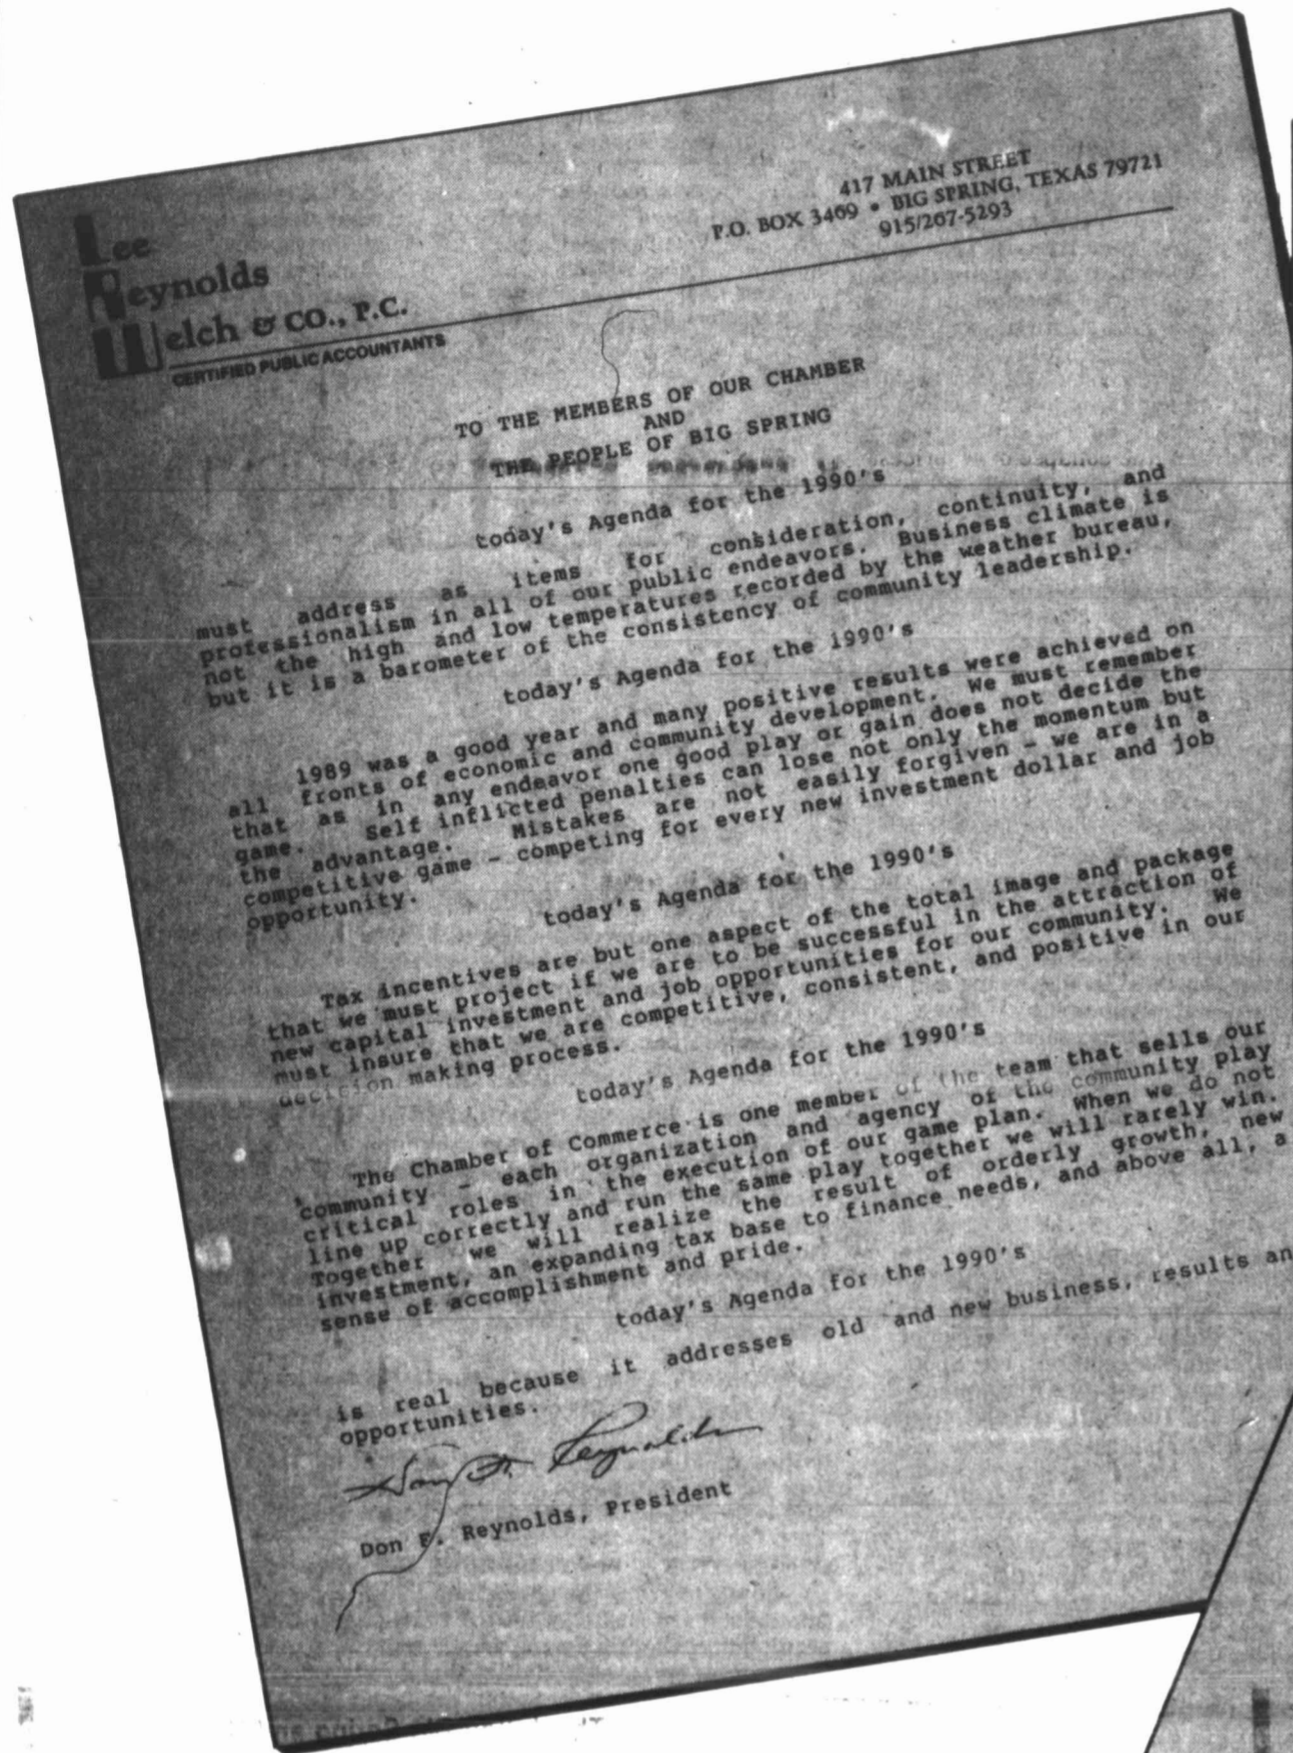 Lee
Reynolds
Welch & CO., P.C.
CERTIFIED PUBLIC ACCOUNTANTS
417 MAIN STREET
P.O. BOX 3469 • BIG SPRING, TEXAS 79721
915/267-5293
TO THE MEMBERS OF OUR CHAMBER
AND
THE PEOPLE OF BIG SPRING
today's Agenda for the 1990's
must address as items for consideration, continuity, and
professionalism in all of our public endeavors. Business climate is
not the high and low temperatures recorded by the weather bureau,
but it is a barometer of the consistency of community leadership.
today's Agenda for the 1990's
1989 was a good year and many positive results were achieved on
all fronts of economic and community development. We must remember
that as in any endeavor one good play or gain does not decide the
game. Self inflicted penalties can lose not only the momentum but
the advantage. Mistakes are not easily forgiven - we are in a
competitive game - competing for every new investment dollar and job
opportunity.
today's Agenda for the 1990's
Tax incentives are but one aspect of the total image and package
that we must project if we are to be successful in the attraction of
new capital investment and job opportunities for our community. We
must insure that we are competitive, consistent, and positive in our
decision making process.
today's Agenda for the 1990's
The Chamber of Commerce is one member of the team that sells our
community - each organization and agency of the community play
critical roles in the execution of our game plan. When we do not
line up correctly and run the same play together we will rarely win.
Together we will realize the result of orderly growth, new
investment, an expanding tax base to finance needs, and above all, a
sense of accomplishment and pride.
today's Agenda for the 1990's
is real because it addresses old and new business, results an
opportunities.
Don F. Reynolds, President